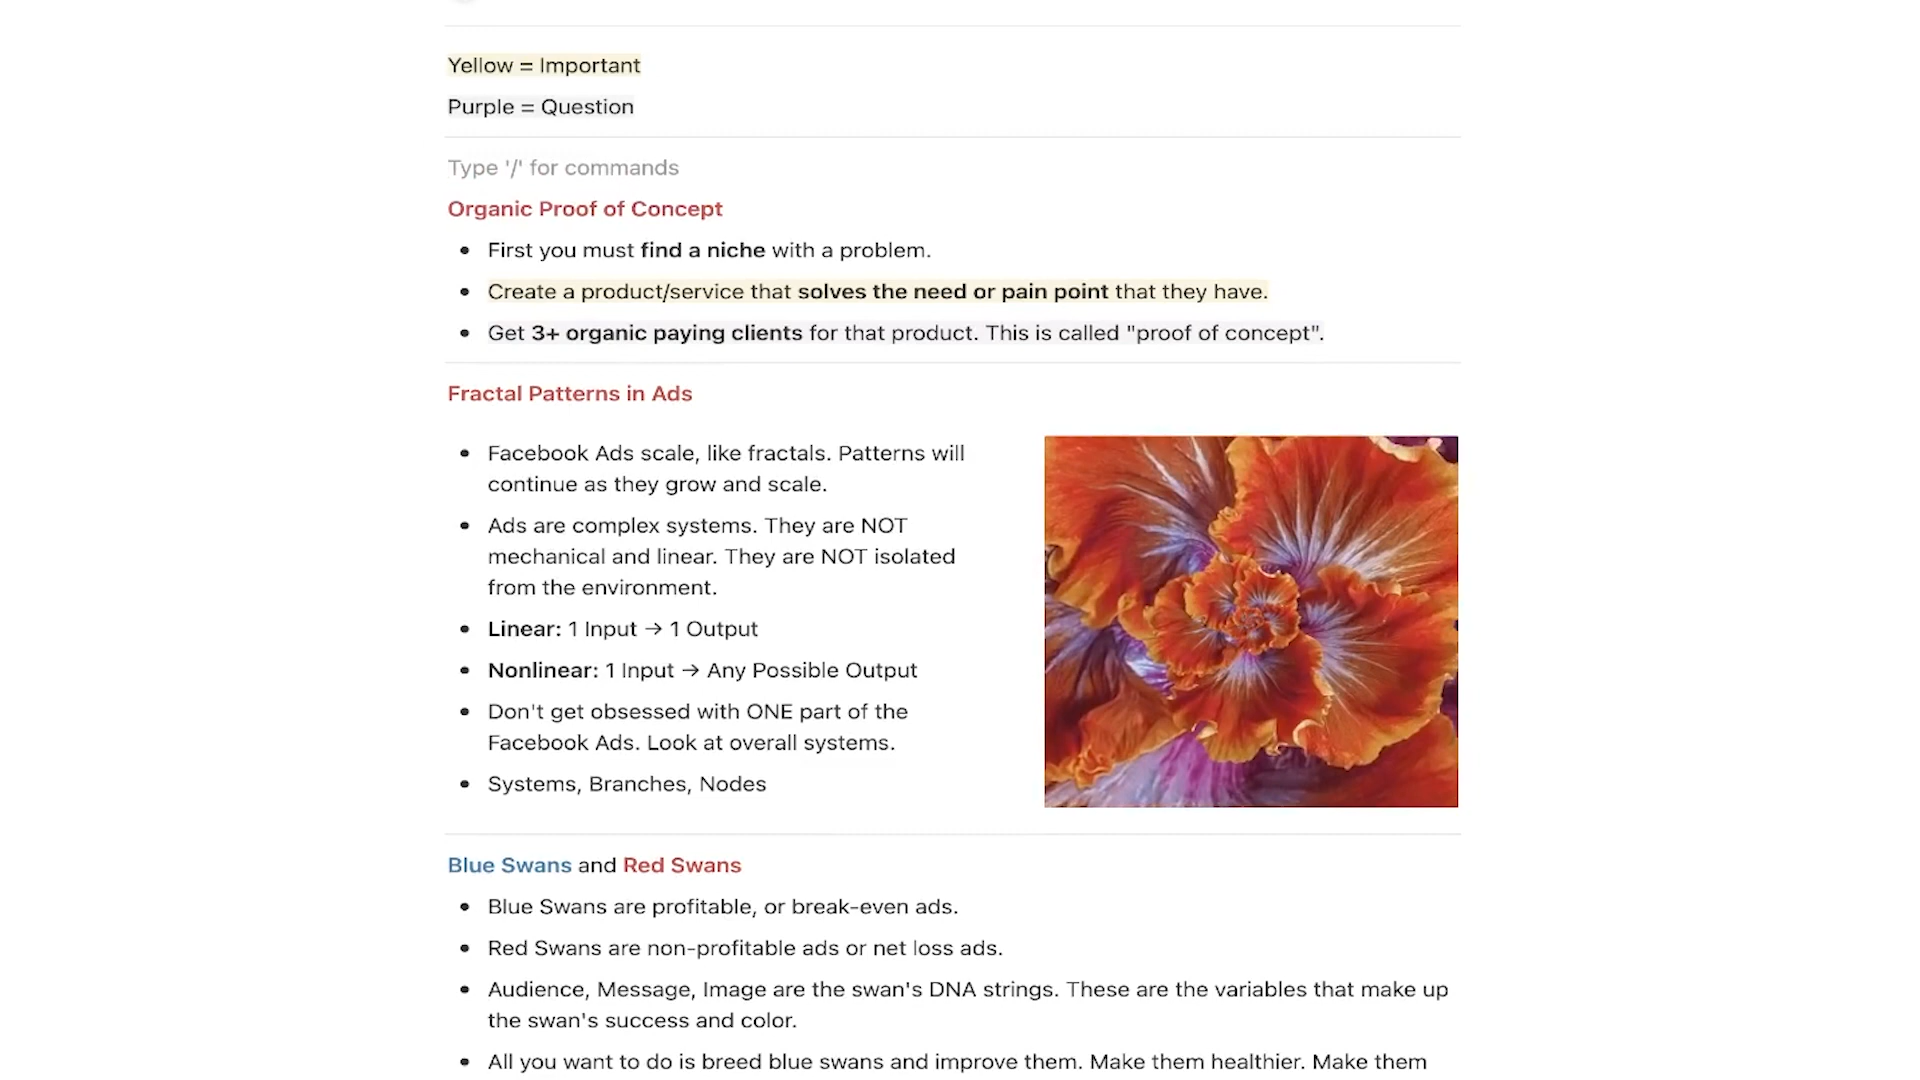 Yellow = Important
Purple = Question
Type '/' for commands
Organic Proof of Concept
• First you must find a niche with a problem.
• Create a product/service that solves the need or pain point that they have.
• Get 3+ organic paying clients for that product. This is called "proof of concept".
Fractal Patterns in Ads
• Facebook Ads scale, like fractals. Patterns will
continue as they grow and scale.
• Ads are complex systems. They are NOT
mechanical and linear. They are NOT isolated
from the environment.
• Linear: 1 Input → 1 Output
• Nonlinear: 1 Input → Any Possible Output
• Don't get obsessed with ONE part of the
Facebook Ads. Look at overall systems.
• Systems, Branches, Nodes
Blue Swans and Red Swans
• Blue Swans are profitable, or break-even ads.
• Red Swans are non-profitable ads or net loss ads.
• Audience, Message, Image are the swan's DNA strings. These are the variables that make up
the swan's success and color.
• All you want to do is breed blue swans and improve them. Make them healthier. Make them